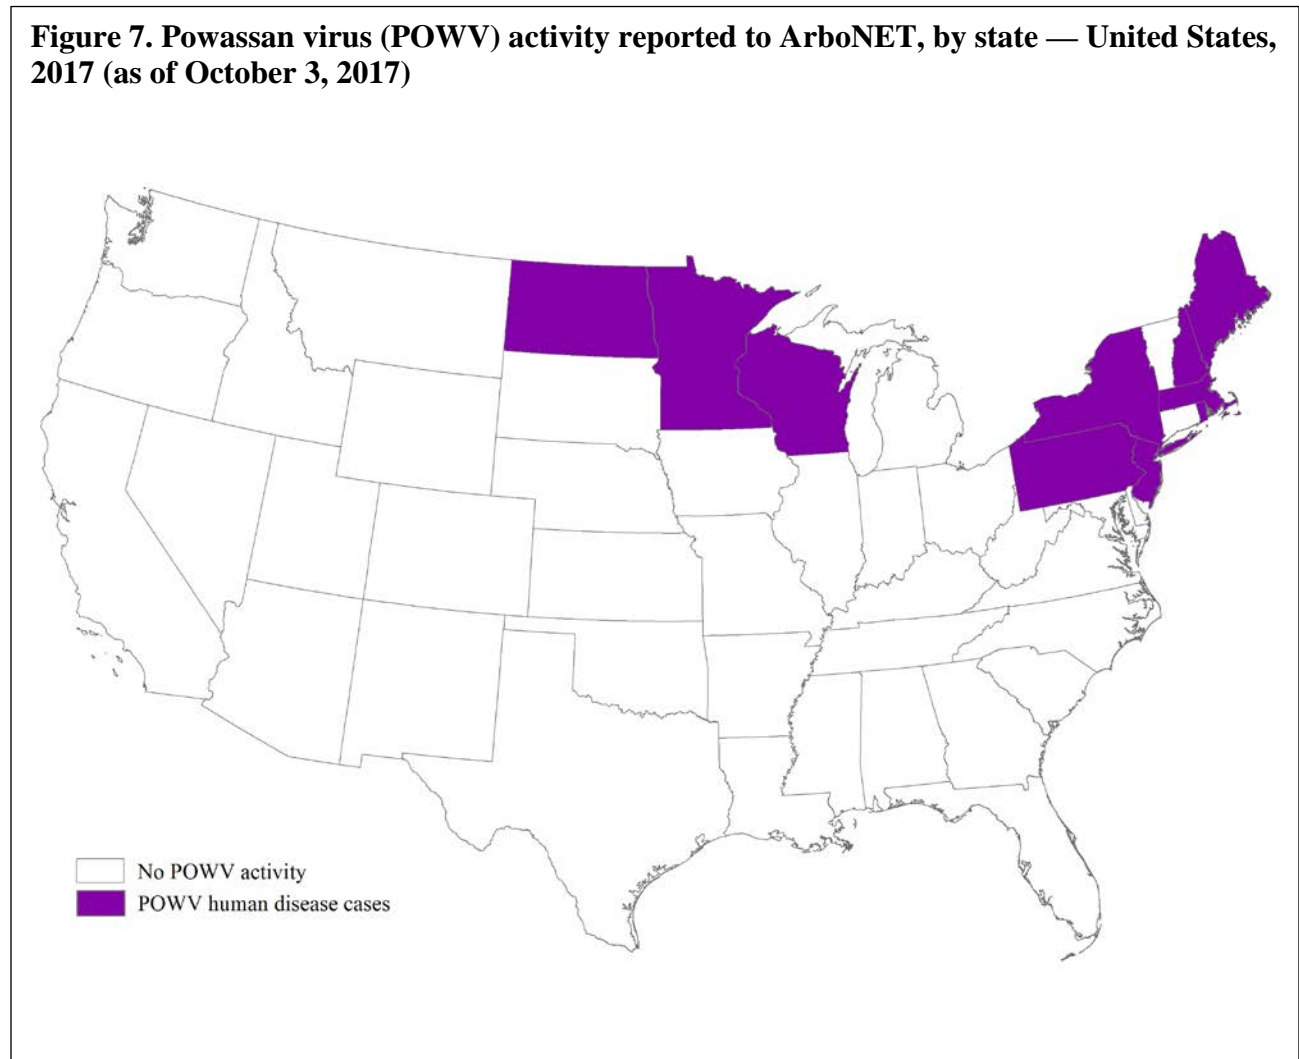 Figure 7. Powassan virus (POWV) activity reported to ArboNET, by state — United States,
2017 (as of October 3, 2017)
No POWV activity
POWV human disease cases